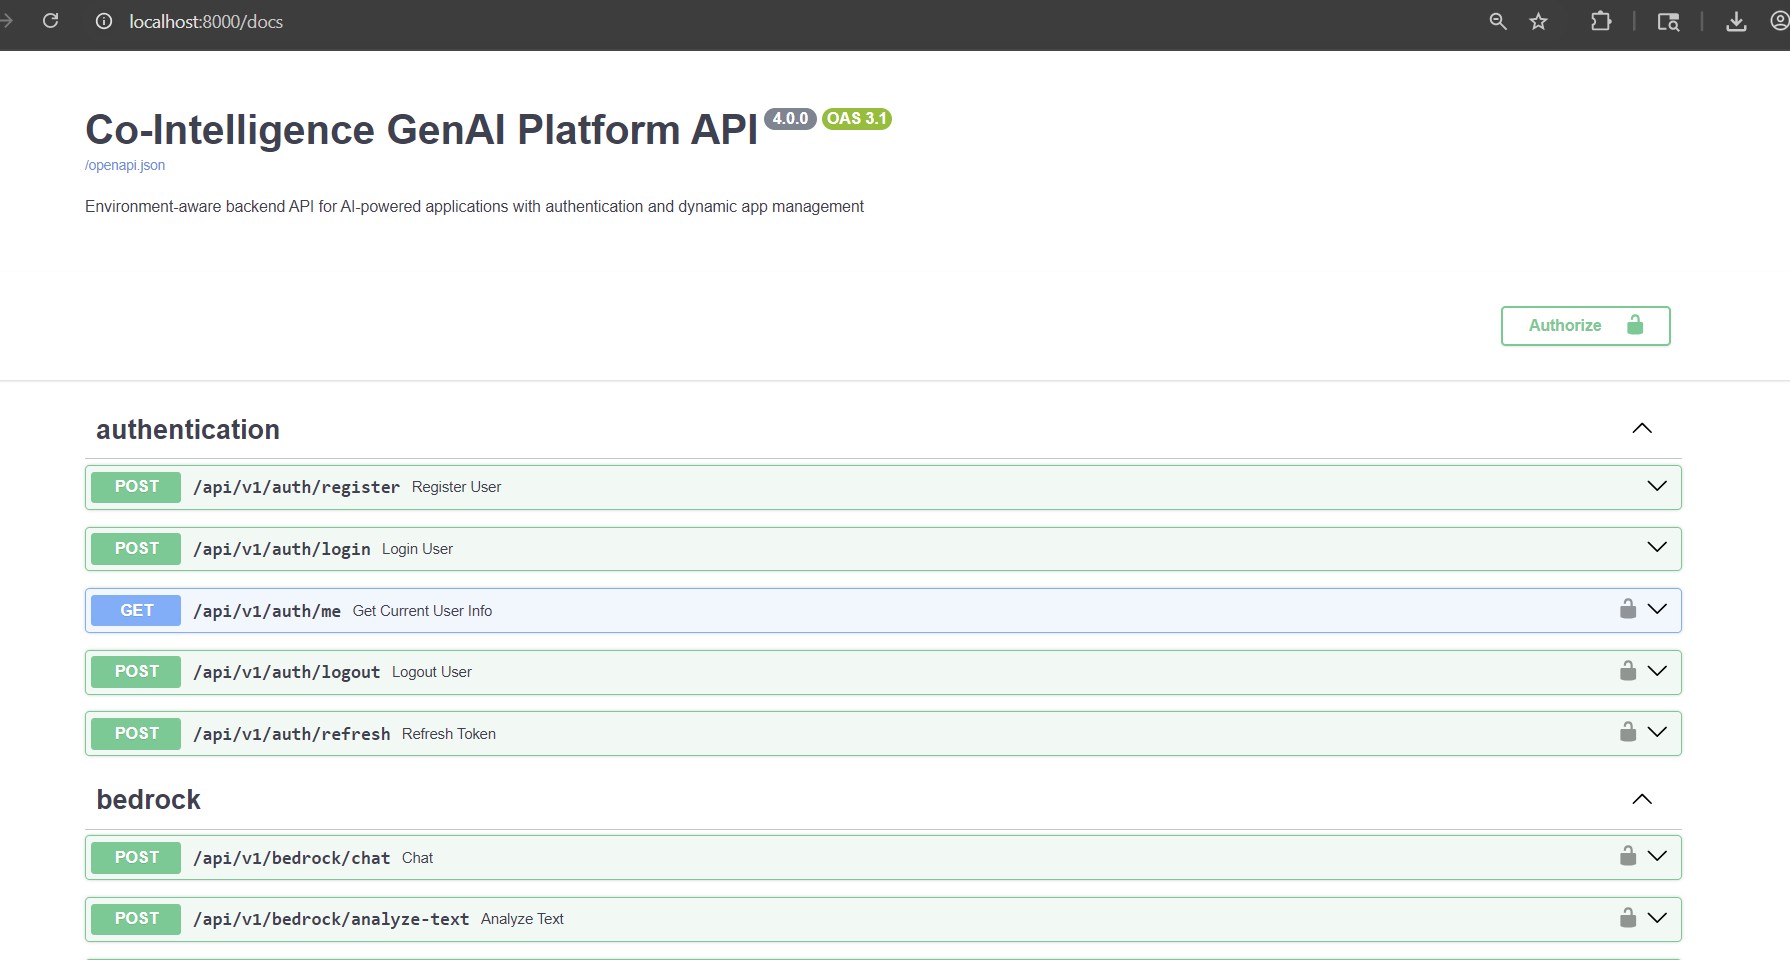 localhost:8000/docs
Co-Intelligence GenAI Platform API 4.0.0 OAS 3.1
/openapi.json
Environment-aware backend API for AI-powered applications with authentication and dynamic app management
Authorize
authentication
POST /api/v1/auth/register Register User
POST /api/v1/auth/login Login User
GET /api/v1/auth/me Get Current User Info
POST /api/v1/auth/logout Logout User
POST /api/v1/auth/refresh Refresh Token
bedrock
POST /api/v1/bedrock/chat Chat
POST /api/v1/bedrock/analyze-text Analyze Text